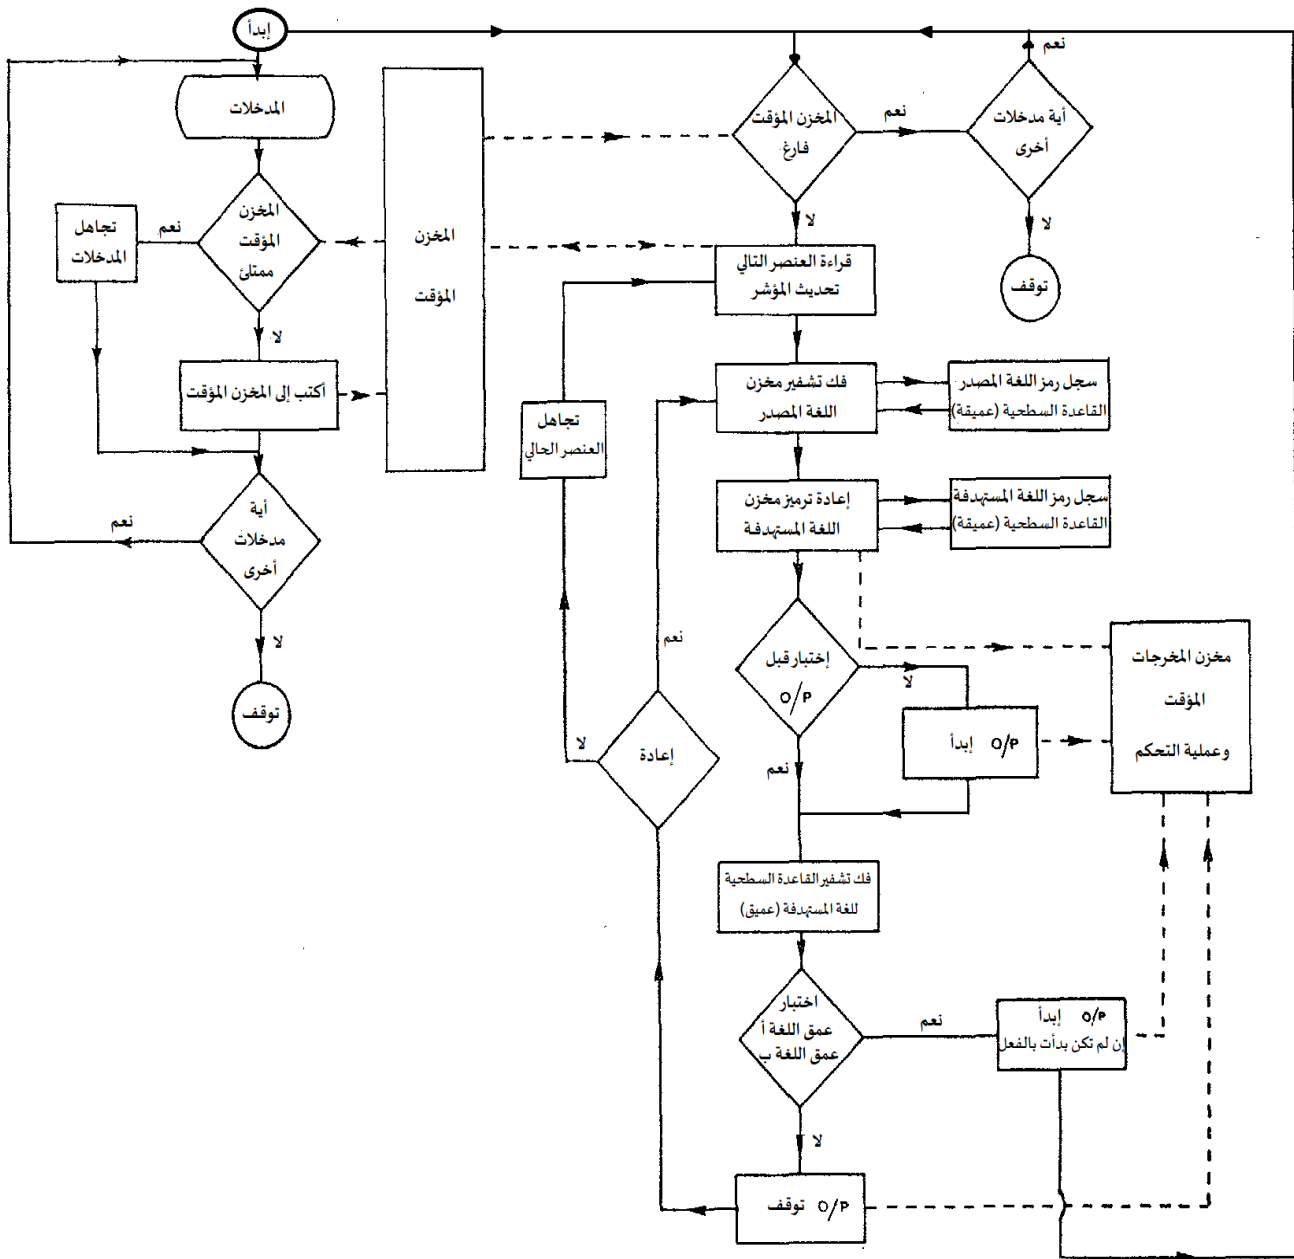 إبدأ
المدخلات
المخزن
المؤقت
ممتلئ
نعم
تجاهل
المدخلات
لا
أكتب إلى المخزن المؤقت
أية
مدخلات
أخرى
نعم
لا
توقف
المخزن
المؤقت
المخزن المؤقت
فارغ
نعم
أية مدخلات
أخرى
نعم
لا
توقف
لا
قراءة العنصر التالي
تحديث المؤشر
فك تشفير مخزن
اللغة المصدر
سجل رمز اللغة المصدر
القاعدة السطحية (عميقة)
إعادة ترميز مخزن
اللغة المستهدفة
سجل رمز اللغة المستهدفة
القاعدة السطحية (عميقة)
تجاهل
العنصر الحالي
إختبار قبل
O/P
لا
إبدأ O/P
نعم
مخزن المخرجات
المؤقت
وعملية التحكم
إعادة
نعم
لا
فك تشفير القاعدة السطحية
للغة المستهدفة (عميق)
اختبار
عمق اللغة أ
عمق اللغة ب
نعم
إبدأ O/P
إن لم تكن بدأت بالفعل
لا
توقف O/P